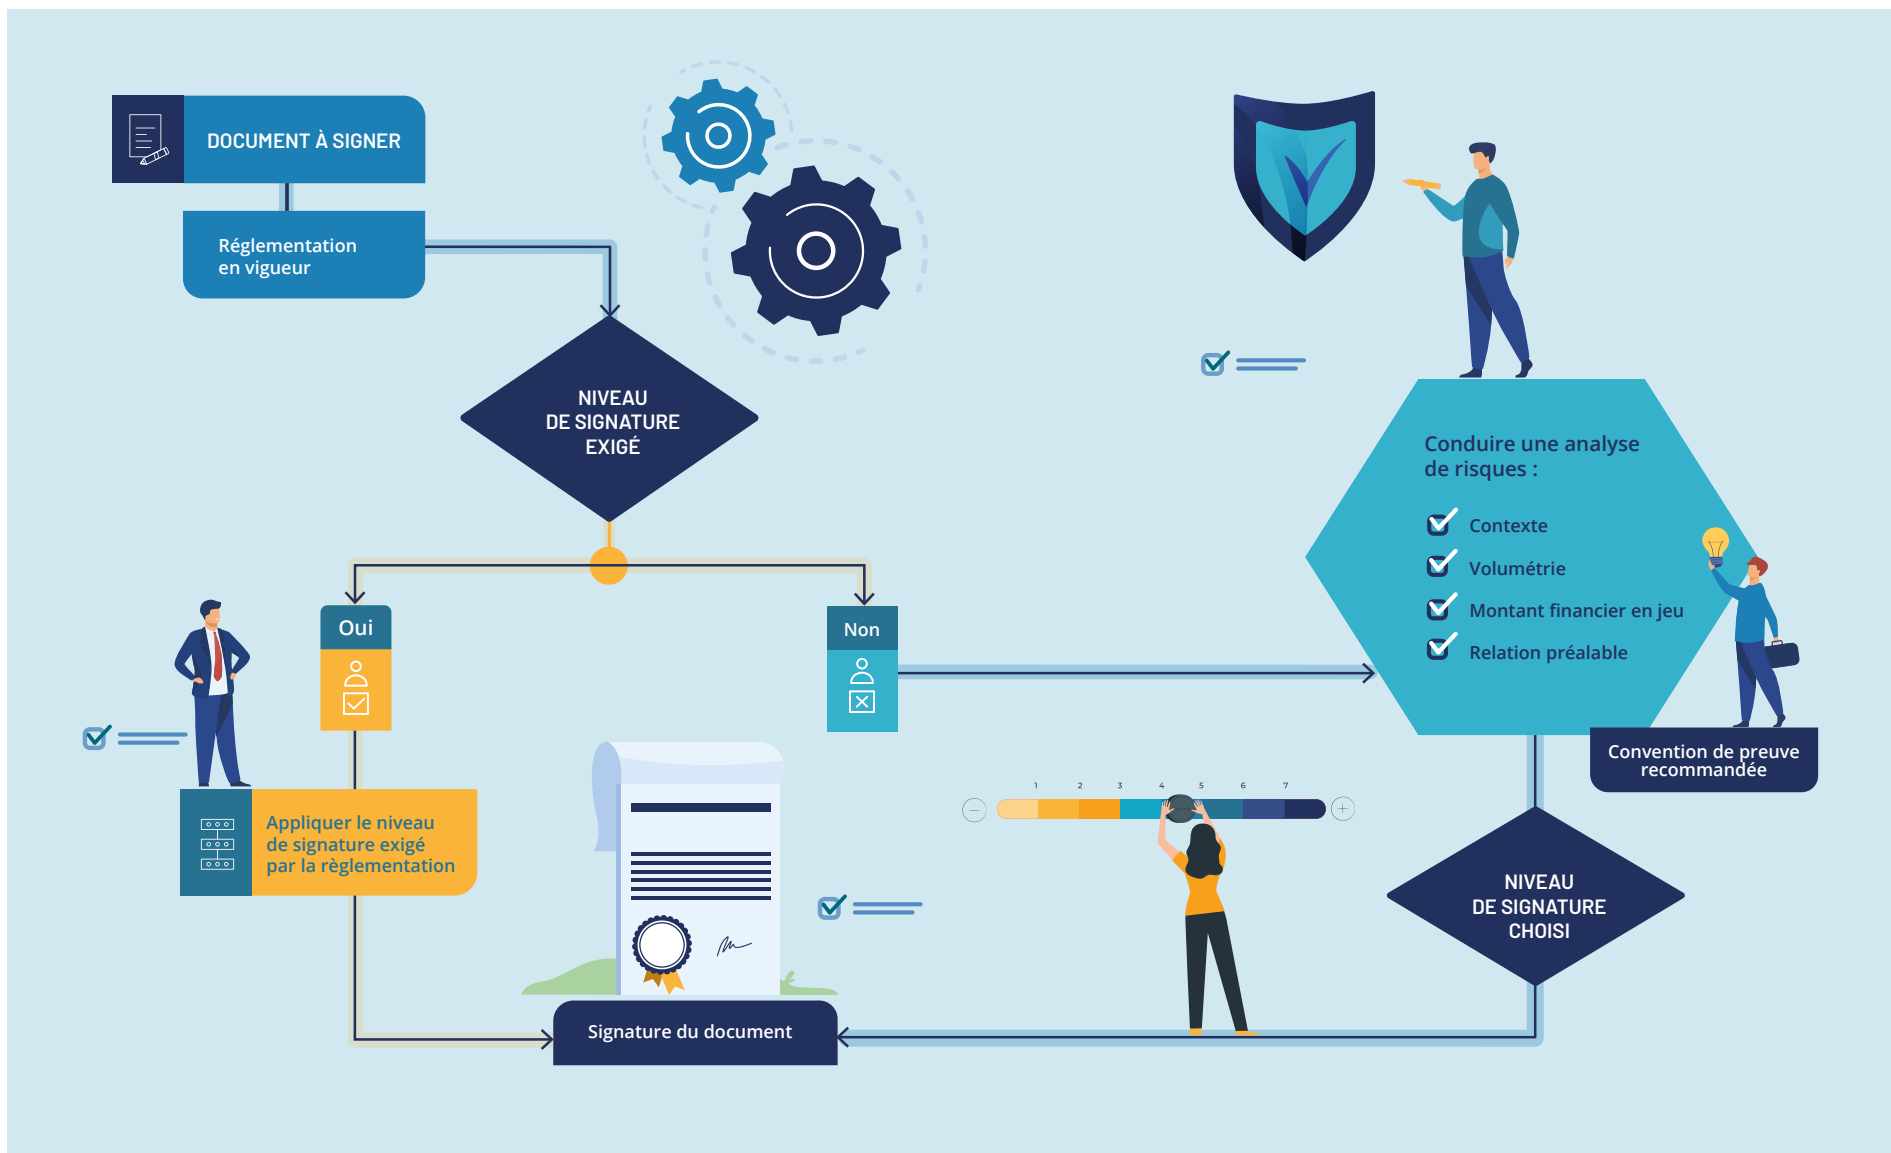 DOCUMENT À SIGNER
Réglementation
en vigueur
NIVEAU
DE SIGNATURE
EXIGÉ
Oui
Non
Appliquer le niveau
de signature exigé
par la règlementation
Conduire une analyse
de risques :
Contexte
Volumétrie
Montant financier en jeu
Relation préalable
Convention de preuve
recommandée
1 2 3 4 5 6 7
NIVEAU
DE SIGNATURE
CHOISI
Signature du document